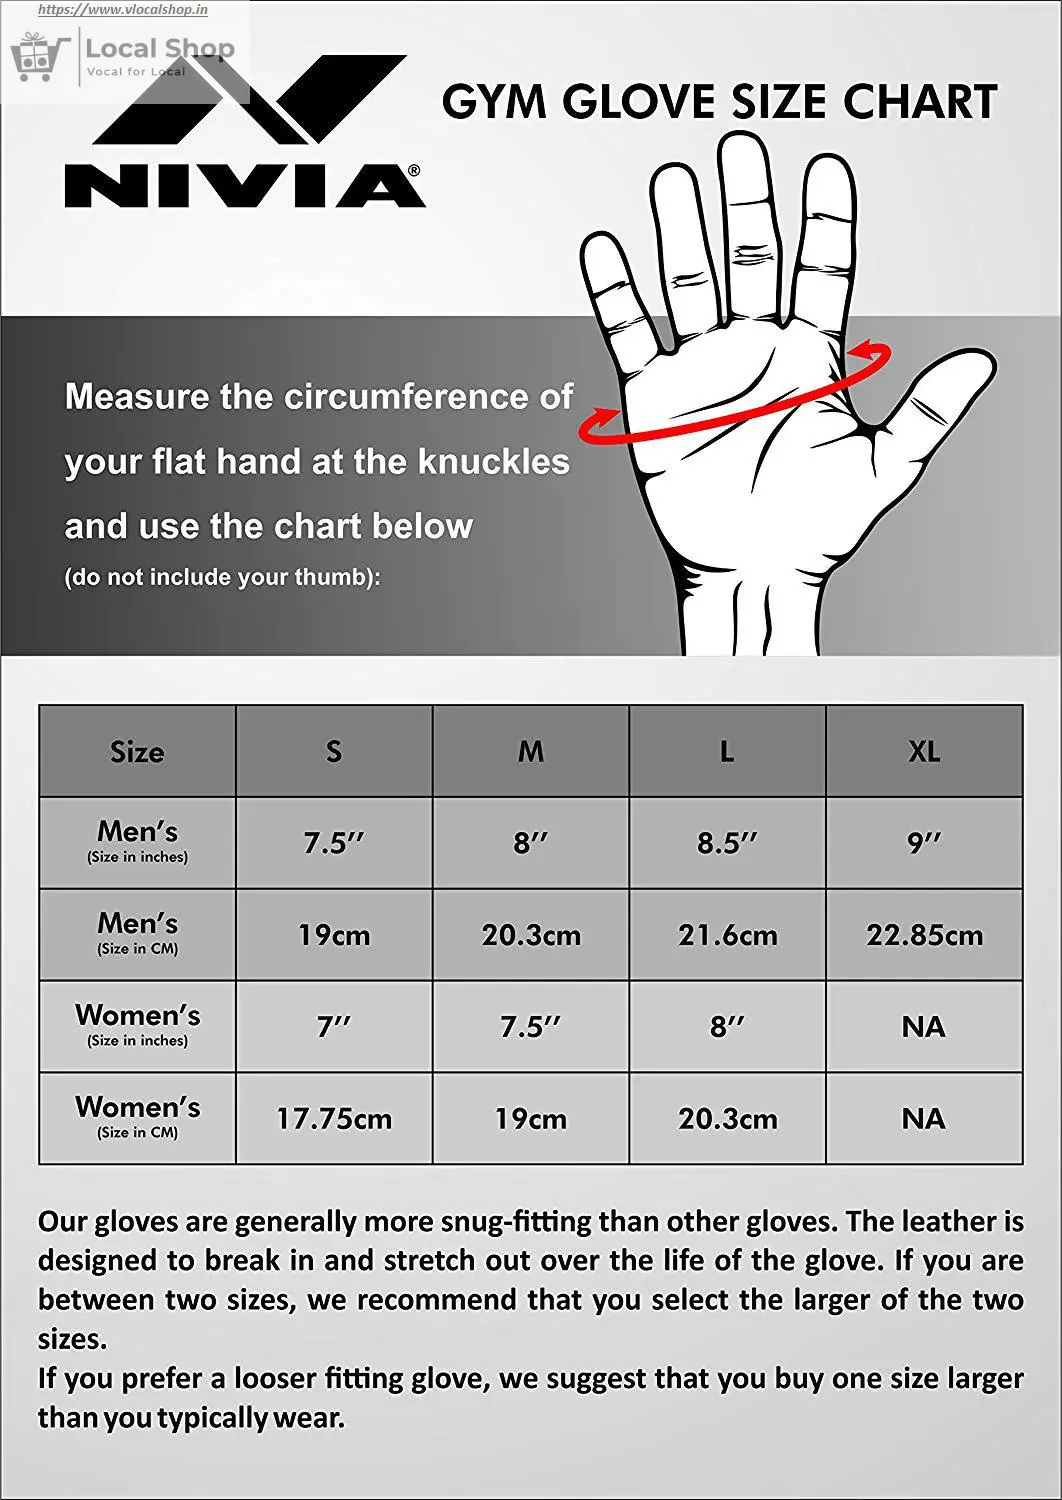 https://www.vlocalshop.in
Local Shop
Vocal for Local
NIVIA®
GYM GLOVE SIZE CHART
Measure the circumference of
your flat hand at the knuckles
and use the chart below
(do not include your thumb):
Size S M L XL
Men’s 7.5’’ 8’’ 8.5’’ 9’’
(Size in inches)
Men’s 19cm 20.3cm 21.6cm 22.85cm
(Size in CM)
Women’s 7’’ 7.5’’ 8’’ NA
(Size in inches)
Women’s 17.75cm 19cm 20.3cm NA
(Size in CM)
Our gloves are generally more snug-fitting than other gloves. The leather is
designed to break in and stretch out over the life of the glove. If you are
between two sizes, we recommend that you select the larger of the two
sizes.
If you prefer a looser fitting glove, we suggest that you buy one size larger
than you typically wear.